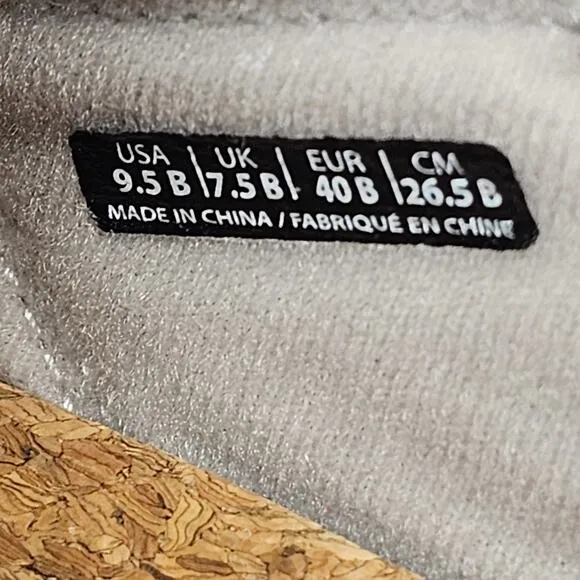 USA | UK | EUR | CM
9.5 B | 7.5 B | 40 B | 26.5 B
MADE IN CHINA / FABRIQUÉ EN CHINE